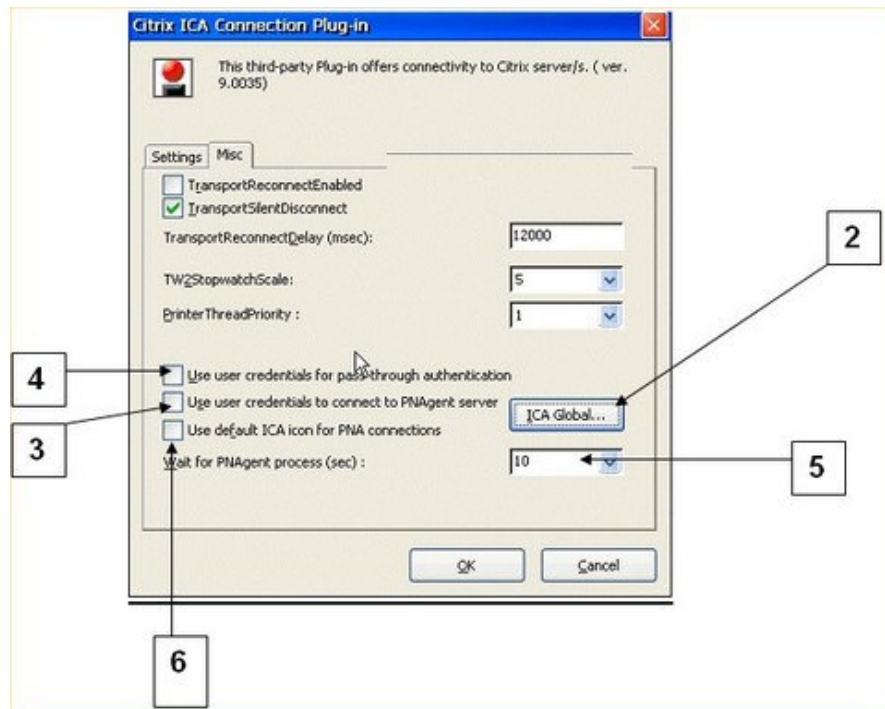 Citrix ICA Connection Plug-in
This third-party Plug-in offers connectivity to Citrix server/s. ( ver.
9.0035)
Settings Misc
TransportReconnectEnabled
TransportSilentDisconnect
TransportReconnectDelay (msec): 12000
2
TW2StopwatchScale: 5
PrinterThreadPriority : 1
4
Use user credentials for pass-through authentication
Use user credentials to connect to PNAgent server
ICA Global...
3
Use default ICA icon for PNA connections
Wait for PNAgent process (sec) : 10
5
OK Cancel
6